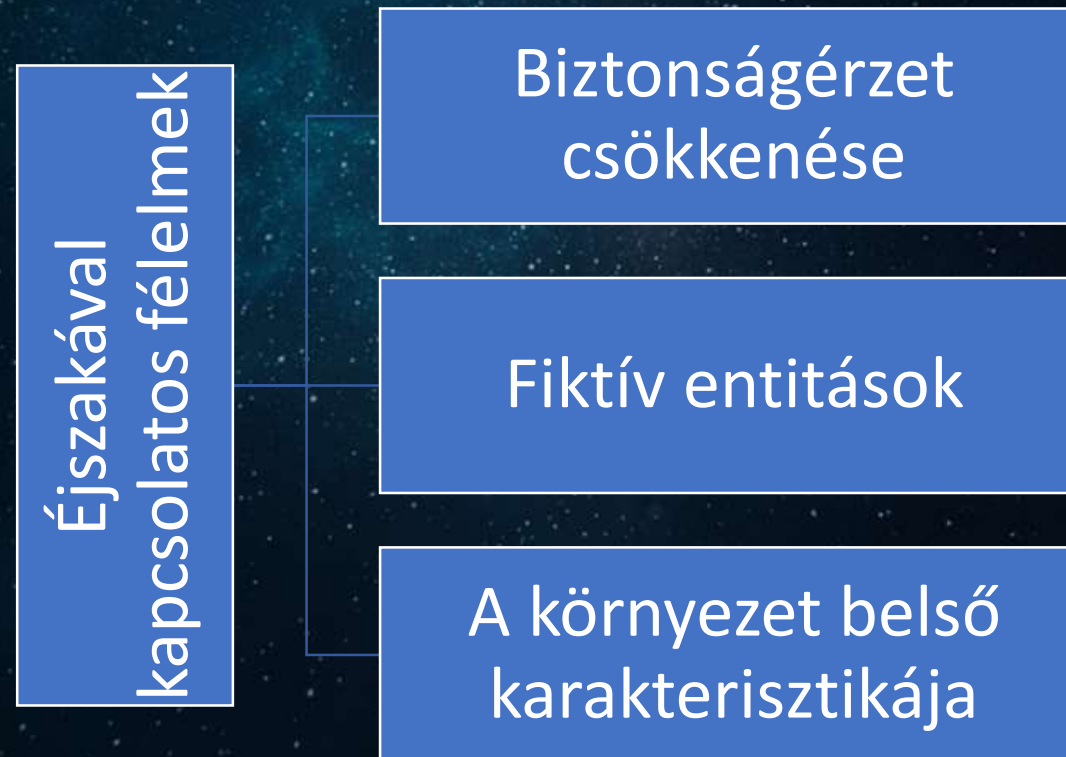 Éjszakával
kapcsolatos félelmek
Biztonságérzet
csökkenése
Fiktív entitások
A környezet belső
karakterisztikája